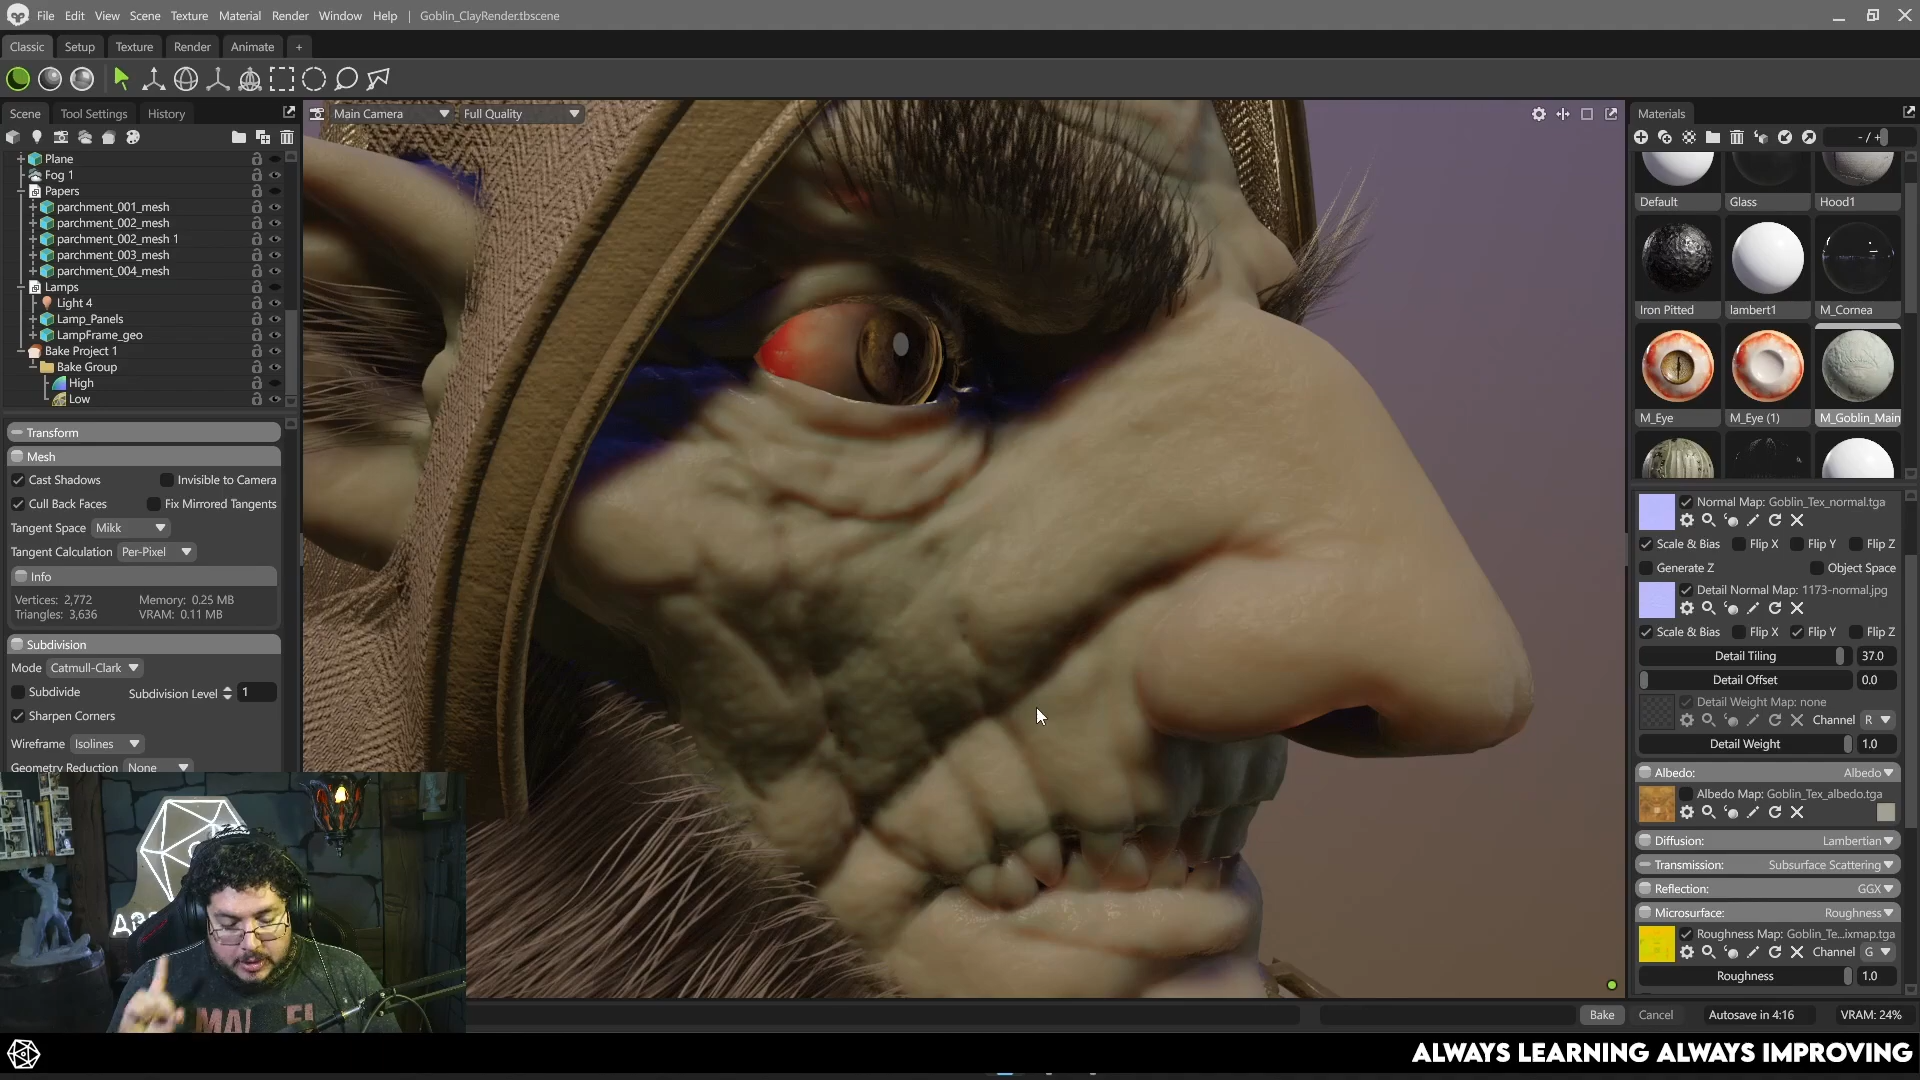 File Edit View Scene Texture Material Render Window Help | Goblin_ClayRender.tbscene
Classic Setup Texture Render Animate +
Scene Tool Settings History
Main Camera Full Quality
Materials
- / +
Plane
Fog 1
Papers
parchment_001_mesh
parchment_002_mesh
parchment_002_mesh 1
parchment_003_mesh
parchment_004_mesh
Lamps
Light 4
Lamp_Panels
LampFrame_geo
Bake Project 1
Bake Group
High
Low
Transform
Mesh
Cast Shadows Invisible to Camera
Cull Back Faces Fix Mirrored Tangents
Tangent Space Mikk
Tangent Calculation Per-Pixel
Info
Vertices: 2,772 Memory: 0.25 MB
Triangles: 3,636 VRAM: 0.11 MB
Subdivision
Mode Catmull-Clark
Subdivide Subdivision Level 1
Sharpen Corners
Wireframe Isolines
Geometry Reduction None
Default Glass Hood1
Iron Pitted lambert1 M_Cornea
M_Eye M_Eye (1) M_Goblin_Main
Normal Map: Goblin_Tex_normal.tga
Scale & Bias Flip X Flip Y Flip Z
Generate Z Object Space
Detail Normal Map: 1173-normal.jpg
Scale & Bias Flip X Flip Y Flip Z
Detail Tiling 37.0
Detail Offset 0.0
Detail Weight Map: none
Channel R
Detail Weight 1.0
Albedo: Albedo
Albedo Map: Goblin_Tex_albedo.tga
Diffusion: Lambertian
Transmission: Subsurface Scattering
Reflection: GGX
Microsurface: Roughness
Roughness Map: Goblin_Te...ixmap.tga
Channel G
Roughness 1.0
Bake Cancel Autosave in 4:16 VRAM: 24%
ALWAYS LEARNING ALWAYS IMPROVING